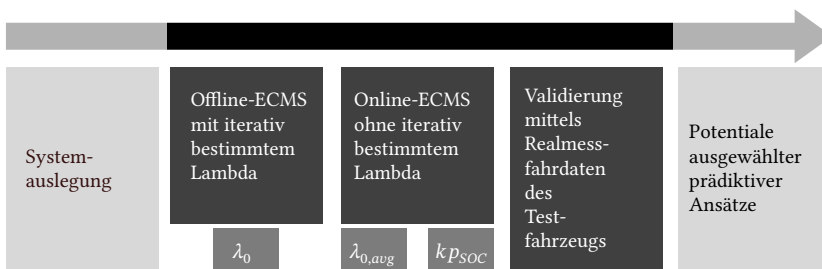 System-
auslegung
Offline-ECMS
mit iterativ
bestimmtem
Lambda
λ₀
Online-ECMS
ohne iterativ
bestimmtem
Lambda
λ₀,avg
kpSOC
Validierung
mittels
Realmess-
fahrdaten
des
Test-
fahrzeugs
Potentiale
ausgewählter
prädiktiver
Ansätze